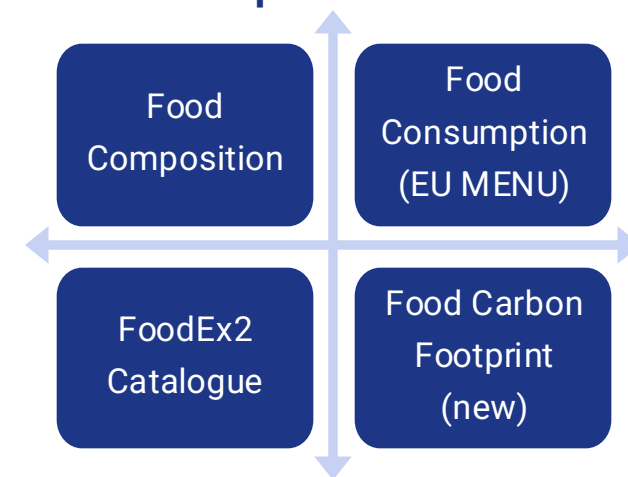 Food
Composition
Food
Consumption
(EU MENU)
FoodEx2
Catalogue
Food Carbon
Footprint
(new)